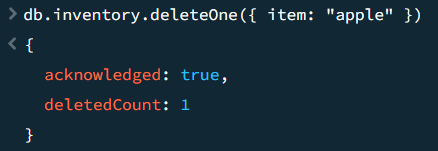 > db.inventory.deleteOne({ item: "apple" })
< {
acknowledged: true,
deletedCount: 1
}